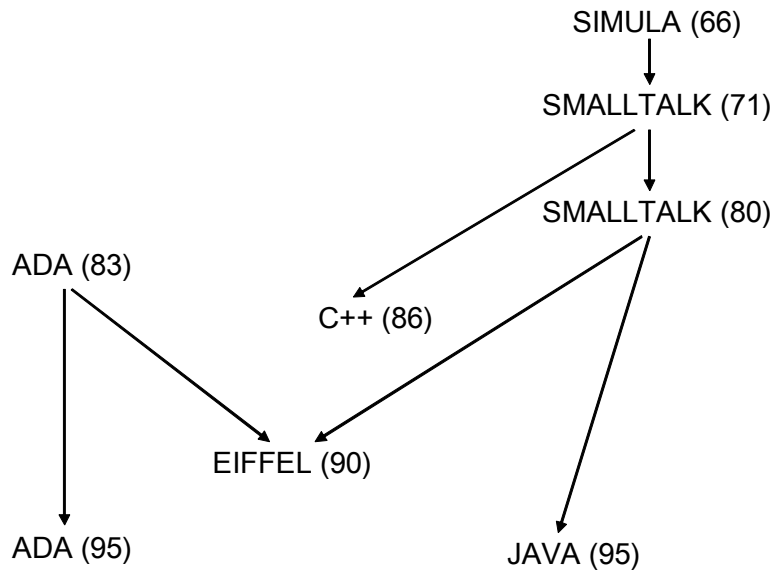 SIMULA (66)
SMALLTALK (71)
SMALLTALK (80)
ADA (83)
C++ (86)
EIFFEL (90)
ADA (95)
JAVA (95)